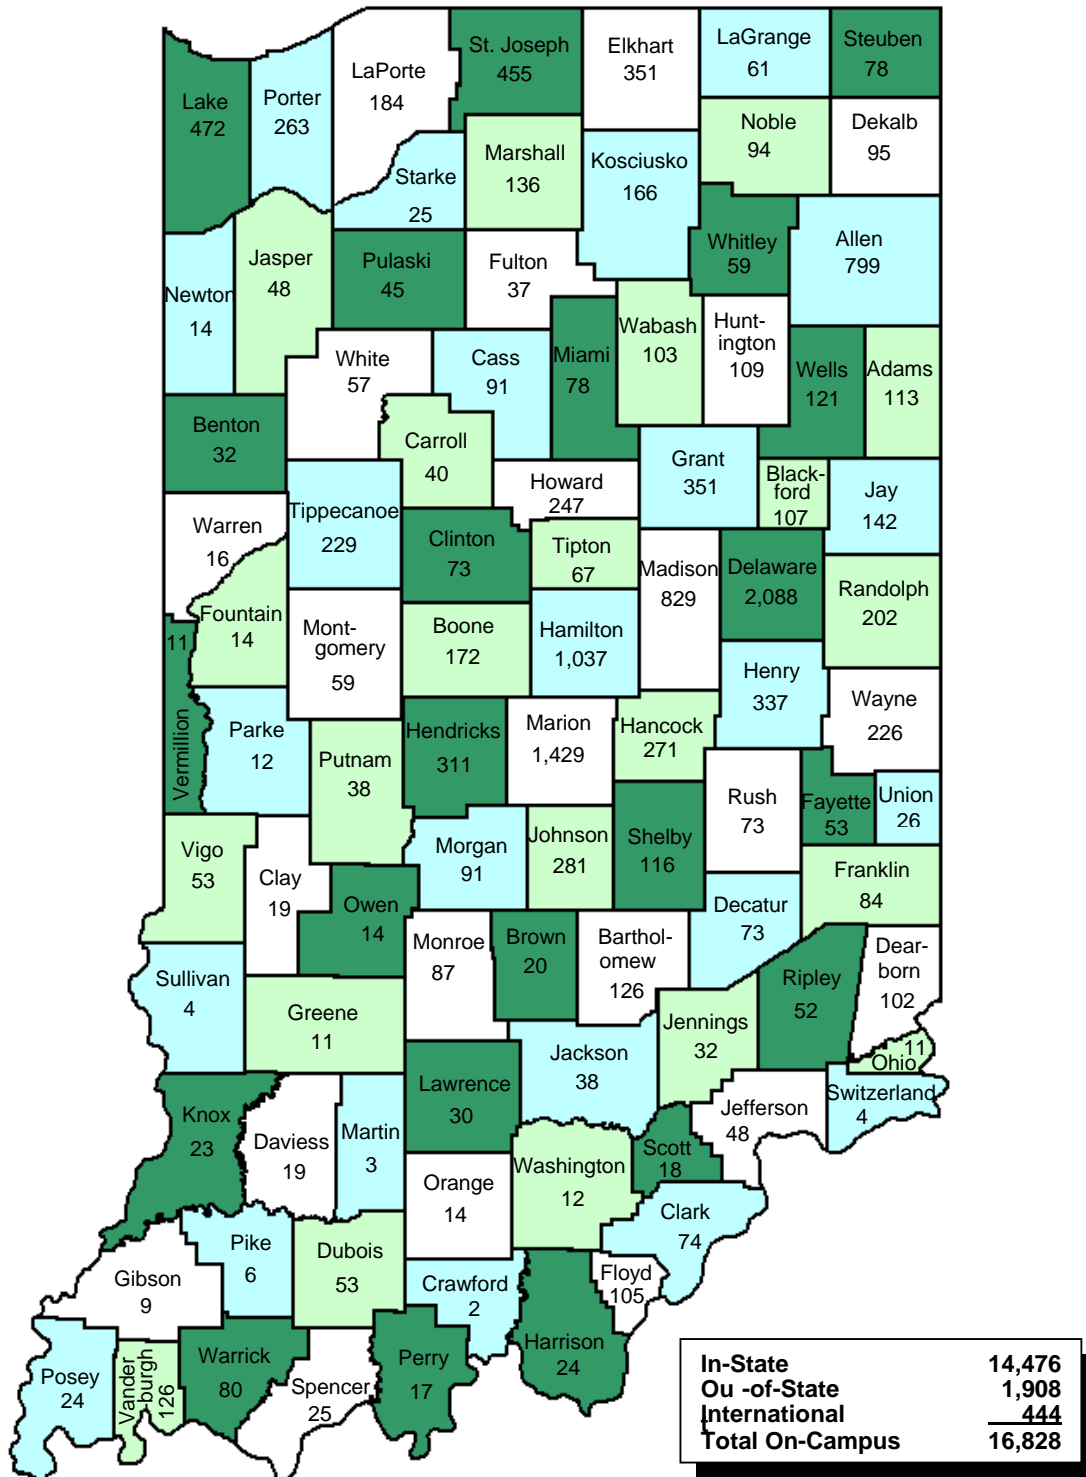 St. Joseph
455
Elkhart
351
LaGrange
61
Steuben
78
Lake
472
Porter
263
LaPorte
184
Noble
94
Dekalb
95
Starke
25
Marshall
136
Kosciusko
166
Whitley
59
Allen
799
Newton
14
Jasper
48
Pulaski
45
Fulton
37
Wabash
103
Hunt-
ington
109
White
57
Cass
91
Miami
78
Wells
121
Adams
113
Benton
32
Carroll
40
Howard
247
Grant
351
Black-
ford
107
Jay
142
Warren
16
Tippecanoe
229
Clinton
73
Tipton
67
Madison
829
Delaware
2,088
Randolph
202
Fountain
14
Mont-
gomery
59
Boone
172
Hamilton
1,037
Henry
337
Wayne
226
11
Vermillion
Parke
12
Putnam
38
Hendricks
311
Marion
1,429
Hancock
271
Rush
73
Fayette
53
Union
26
Vigo
53
Clay
19
Owen
14
Morgan
91
Johnson
281
Shelby
116
Franklin
84
Decatur
73
Sullivan
4
Greene
11
Monroe
87
Brown
20
Barthol-
omew
126
Jennings
32
Ripley
52
Dear-
born
102
11
Ohio
Switzerland
4
Knox
23
Daviess
19
Martin
3
Lawrence
30
Jackson
38
Jefferson
48
Scott
18
Orange
14
Washington
12
Clark
74
Gibson
9
Pike
6
Dubois
53
Crawford
2
Floyd
105
Harrison
24
Posey
24
Vander
-burgh
126
Warrick
80
Spencer
25
Perry
17
In-State 14,476
Ou -of-State 1,908
International 444
Total On-Campus 16,828